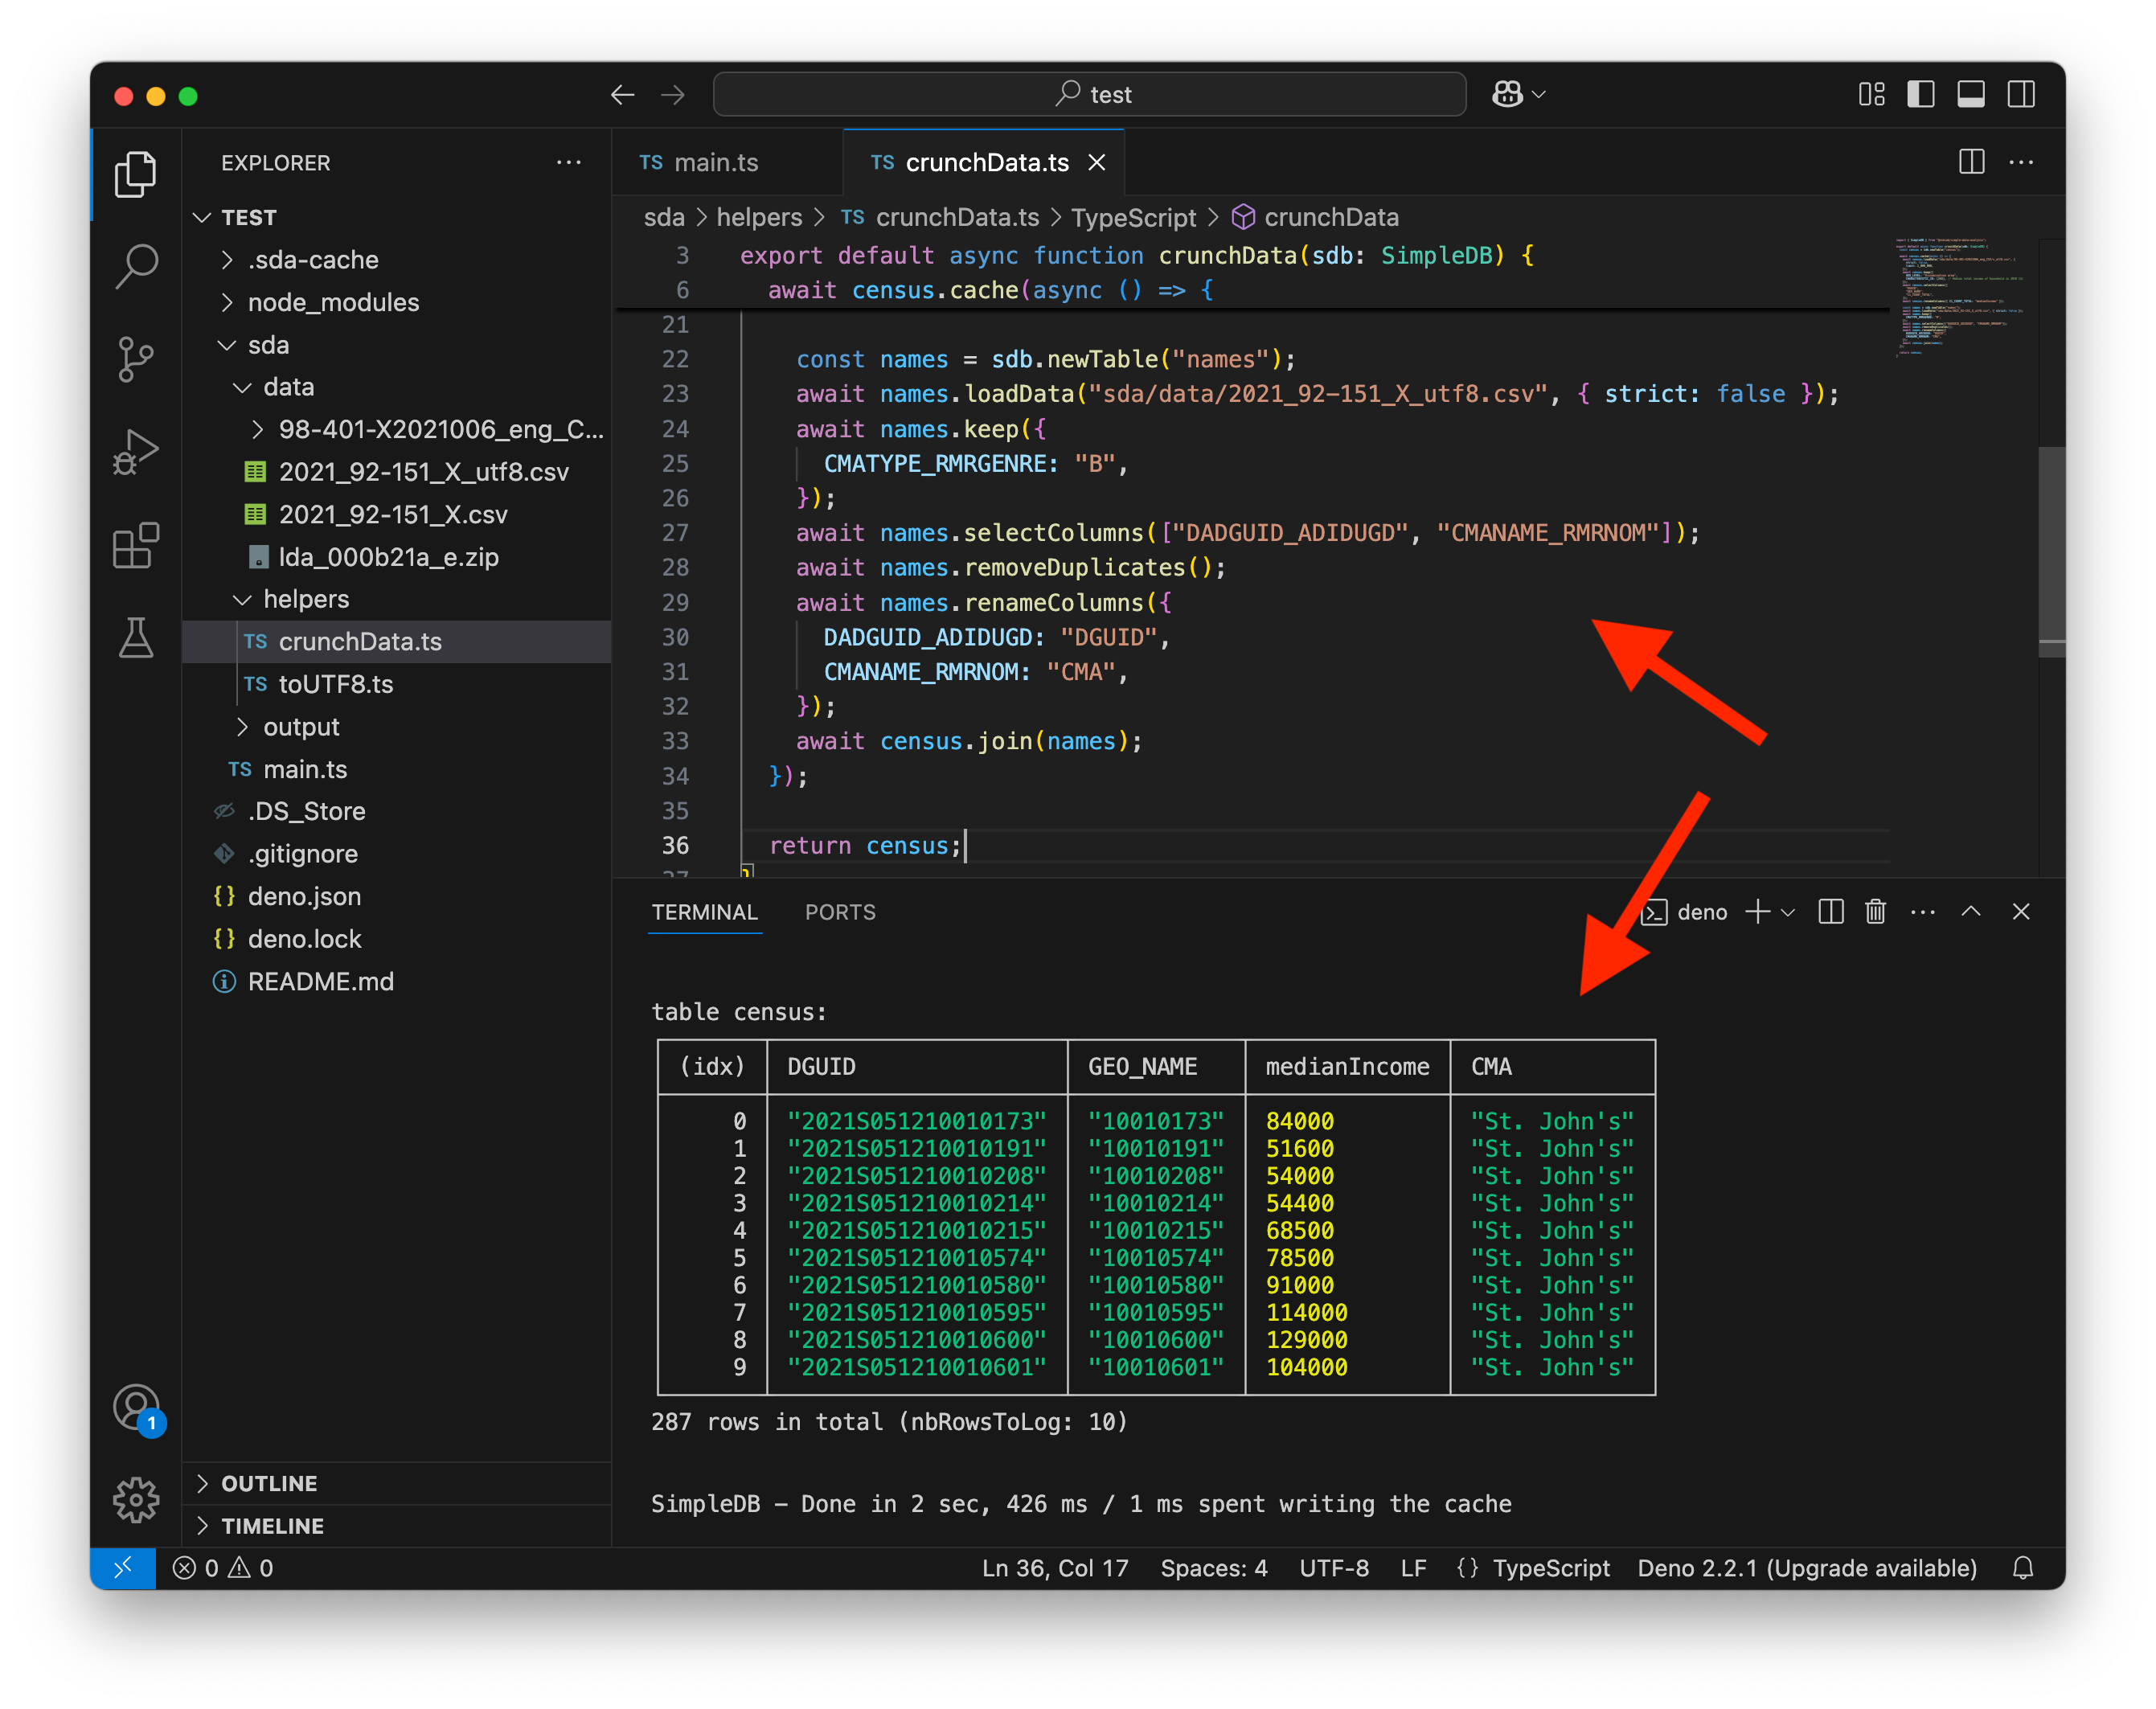 test
EXPLORER
TEST
.sda-cache
node_modules
sda
data
98-401-X2021006_eng_C...
2021_92-151_X_utf8.csv
2021_92-151_X.csv
lda_000b21a_e.zip
helpers
TS crunchData.ts
TS toUTF8.ts
output
TS main.ts
.DS_Store
.gitignore
{} deno.json
{} deno.lock
README.md
OUTLINE
TIMELINE
1
TS main.ts
TS crunchData.ts
sda > helpers > TS crunchData.ts > TypeScript > crunchData
3 export default async function crunchData(sdb: SimpleDB) {
6 await census.cache(async () => {
21
22 const names = sdb.newTable("names");
23 await names.loadData("sda/data/2021_92-151_X_utf8.csv", { strict: false });
24 await names.keep({
25 CMATYPE_RMRGENRE: "B",
26 });
27 await names.selectColumns(["DADGUID_ADIDUGD", "CMANAME_RMRNOM"]);
28 await names.removeDuplicates();
29 await names.renameColumns({
30 DADGUID_ADIDUGD: "DGUID",
31 CMANAME_RMRNOM: "CMA",
32 });
33 await census.join(names);
34 });
35
36 return census;
37 }
TERMINAL PORTS
deno
table census:
(idx) DGUID GEO_NAME medianIncome CMA
0 "2021S051210010173" "10010173" 84000 "St. John's"
1 "2021S051210010191" "10010191" 51600 "St. John's"
2 "2021S051210010208" "10010208" 54000 "St. John's"
3 "2021S051210010214" "10010214" 54400 "St. John's"
4 "2021S051210010215" "10010215" 68500 "St. John's"
5 "2021S051210010574" "10010574" 78500 "St. John's"
6 "2021S051210010580" "10010580" 91000 "St. John's"
7 "2021S051210010595" "10010595" 114000 "St. John's"
8 "2021S051210010600" "10010600" 129000 "St. John's"
9 "2021S051210010601" "10010601" 104000 "St. John's"
287 rows in total (nbRowsToLog: 10)
SimpleDB – Done in 2 sec, 426 ms / 1 ms spent writing the cache
0 0
Ln 36, Col 17 Spaces: 4 UTF-8 LF {} TypeScript Deno 2.2.1 (Upgrade available)